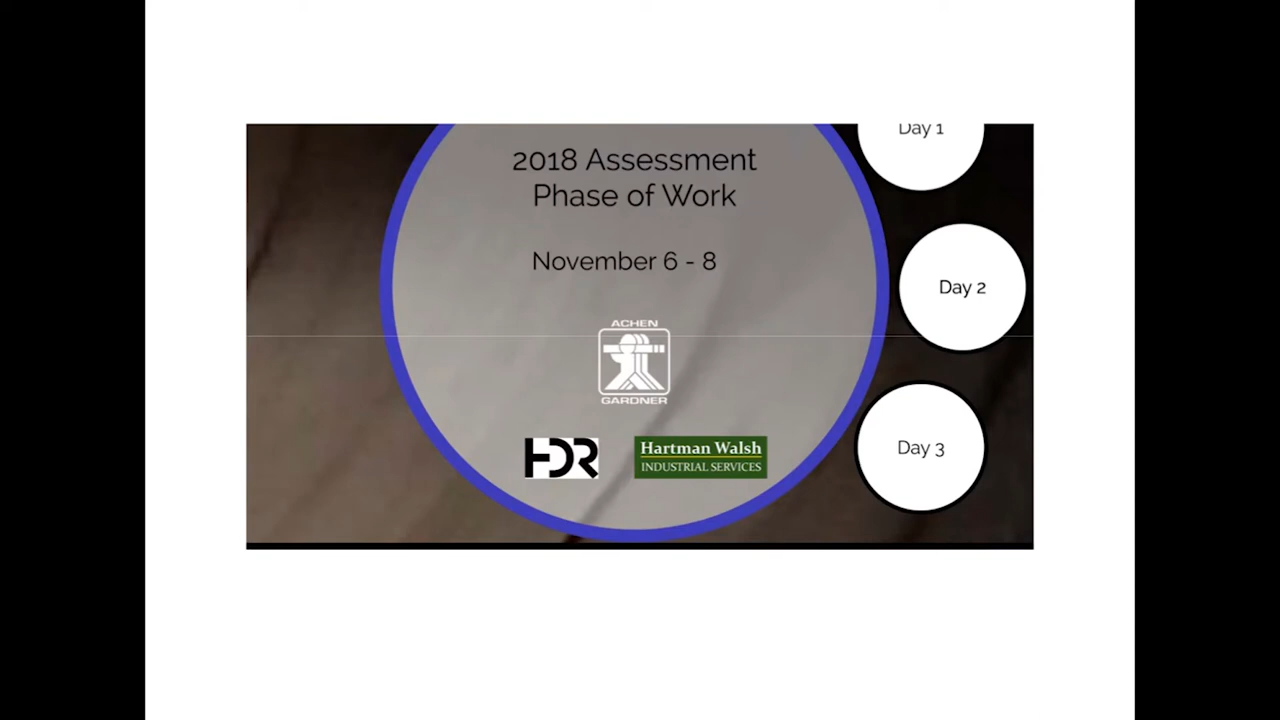 2018 Assessment
Phase of Work
November 6 - 8
ACHEN
GARDNER
HDR
Hartman Walsh
INDUSTRIAL SERVICES
Day 1
Day 2
Day 3